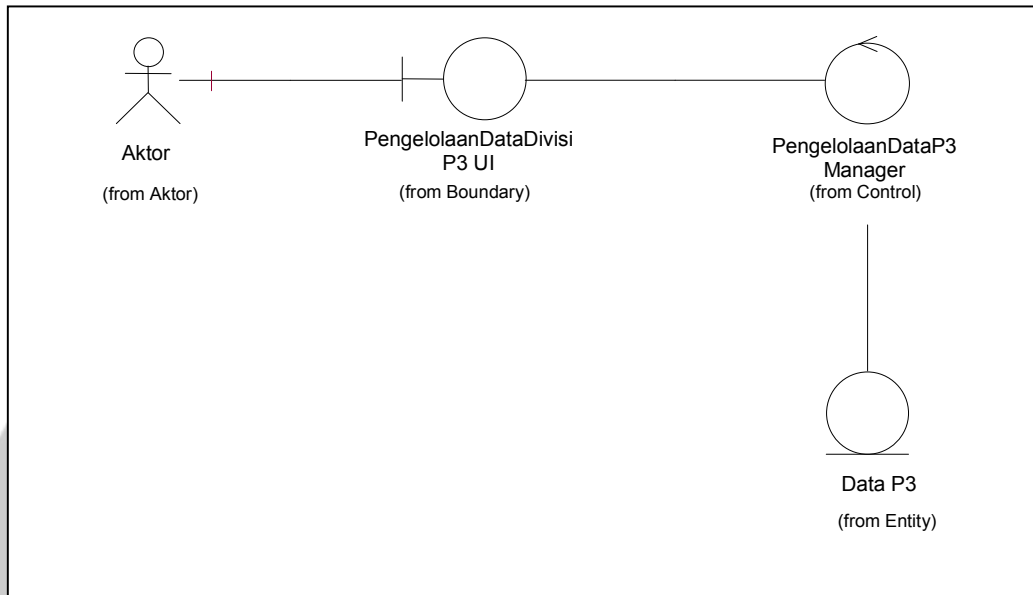 Aktor
(from Aktor)
PengelolaanDataDivisi
P3 UI
(from Boundary)
PengelolaanDataP3
Manager
(from Control)
Data P3
(from Entity)